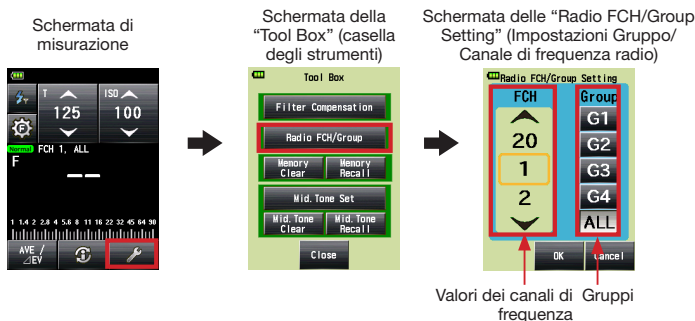 Schermata di
misurazione
Schermata della
“Tool Box” (casella
degli strumenti)
Schermata delle “Radio FCH/Group
Setting” (Impostazioni Gruppo/
Canale di frequenza radio)
T
125
ISO
100
F
Normal FCH 1, ALL
F
1 1.4 2 2.8 4 5.6 8 11 16 22 32 45 64 90
AVE /
⊿EV
Tool Box
Filter Compensation
Radio FCH/Group
Memory
Clear
Memory
Recall
Mid. Tone Set
Mid. Tone
Clear
Mid. Tone
Recall
Close
Radio FCH/Group Setting
FCH
20
1
2
Group
G1
G2
G3
G4
ALL
OK
Cancel
Valori dei canali di
frequenza
Gruppi